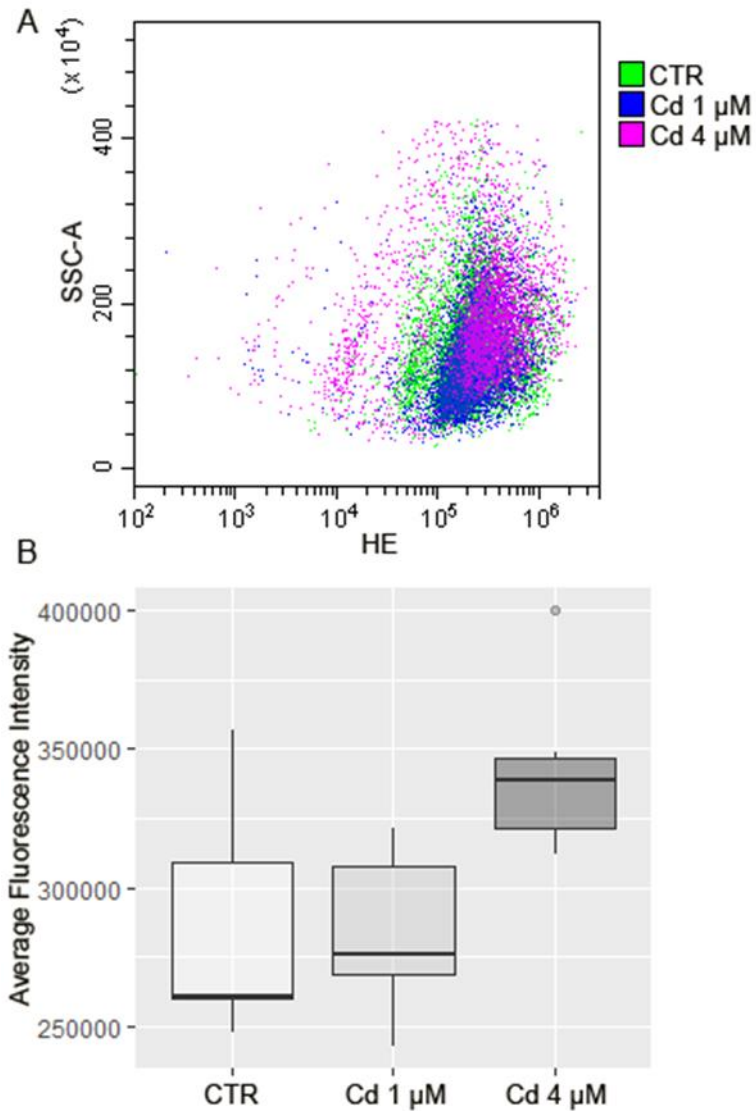 A
(x10⁴)
CTR
Cd 1 µM
Cd 4 µM
400
200
0
SSC-A
10² 10³ 10⁴ 10⁵ 10⁶
HE
B
400000
350000
300000
250000
Average Fluorescence Intensity
CTR Cd 1 µM Cd 4 µM